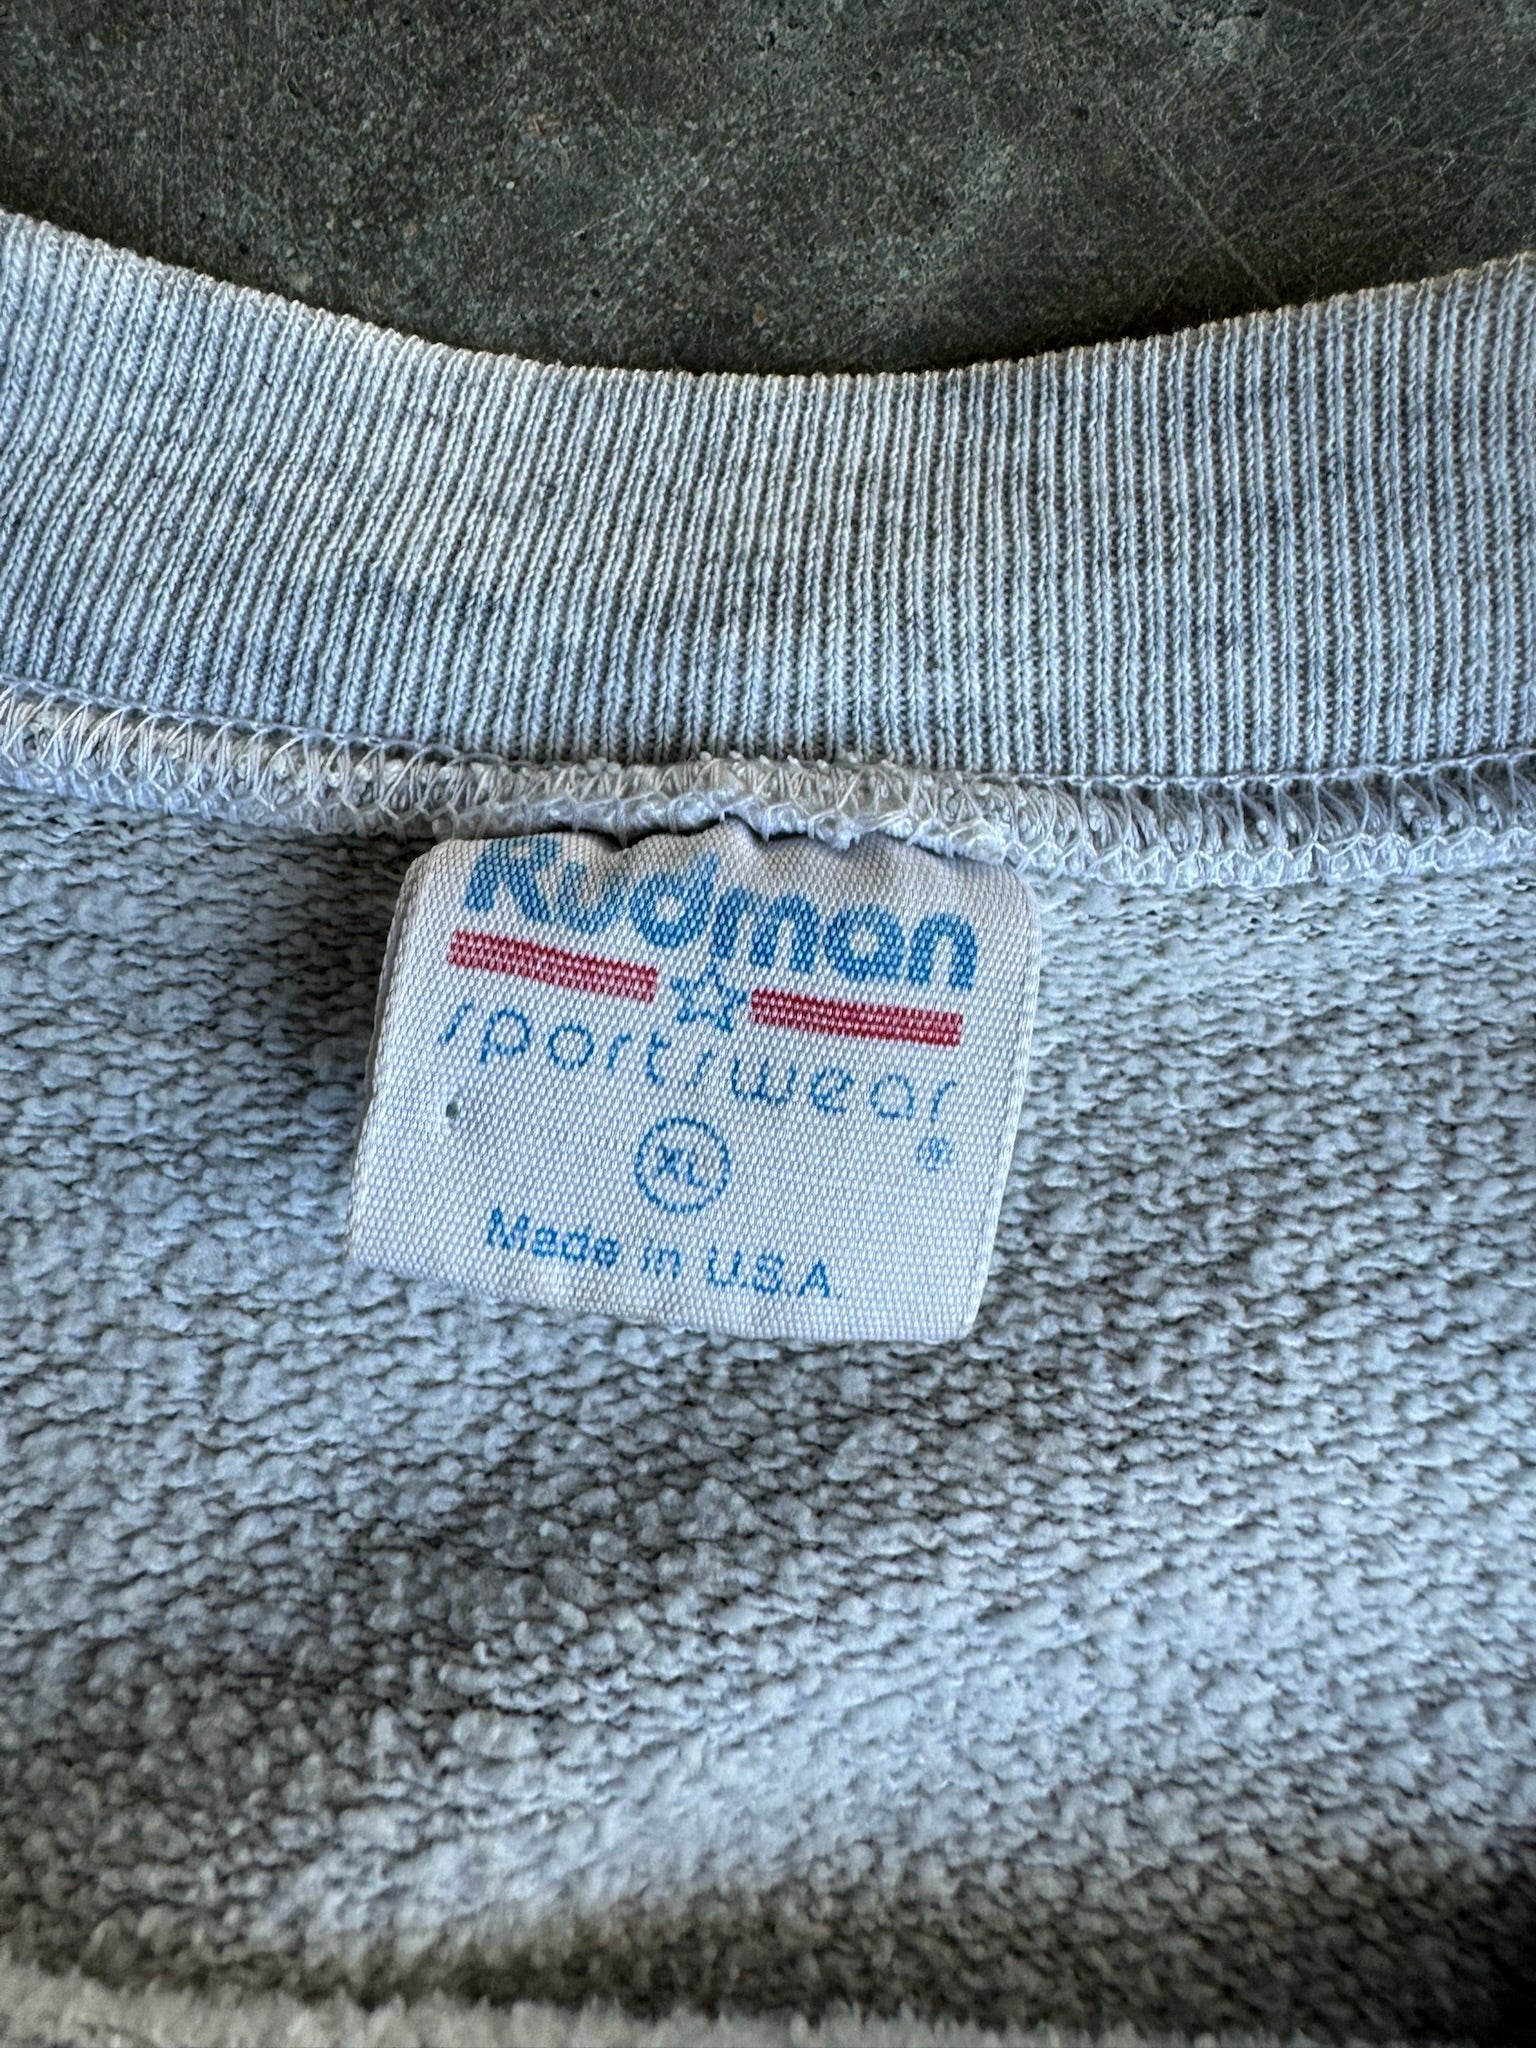 Rudman
sportswear
®
XL
Made in U.S.A.